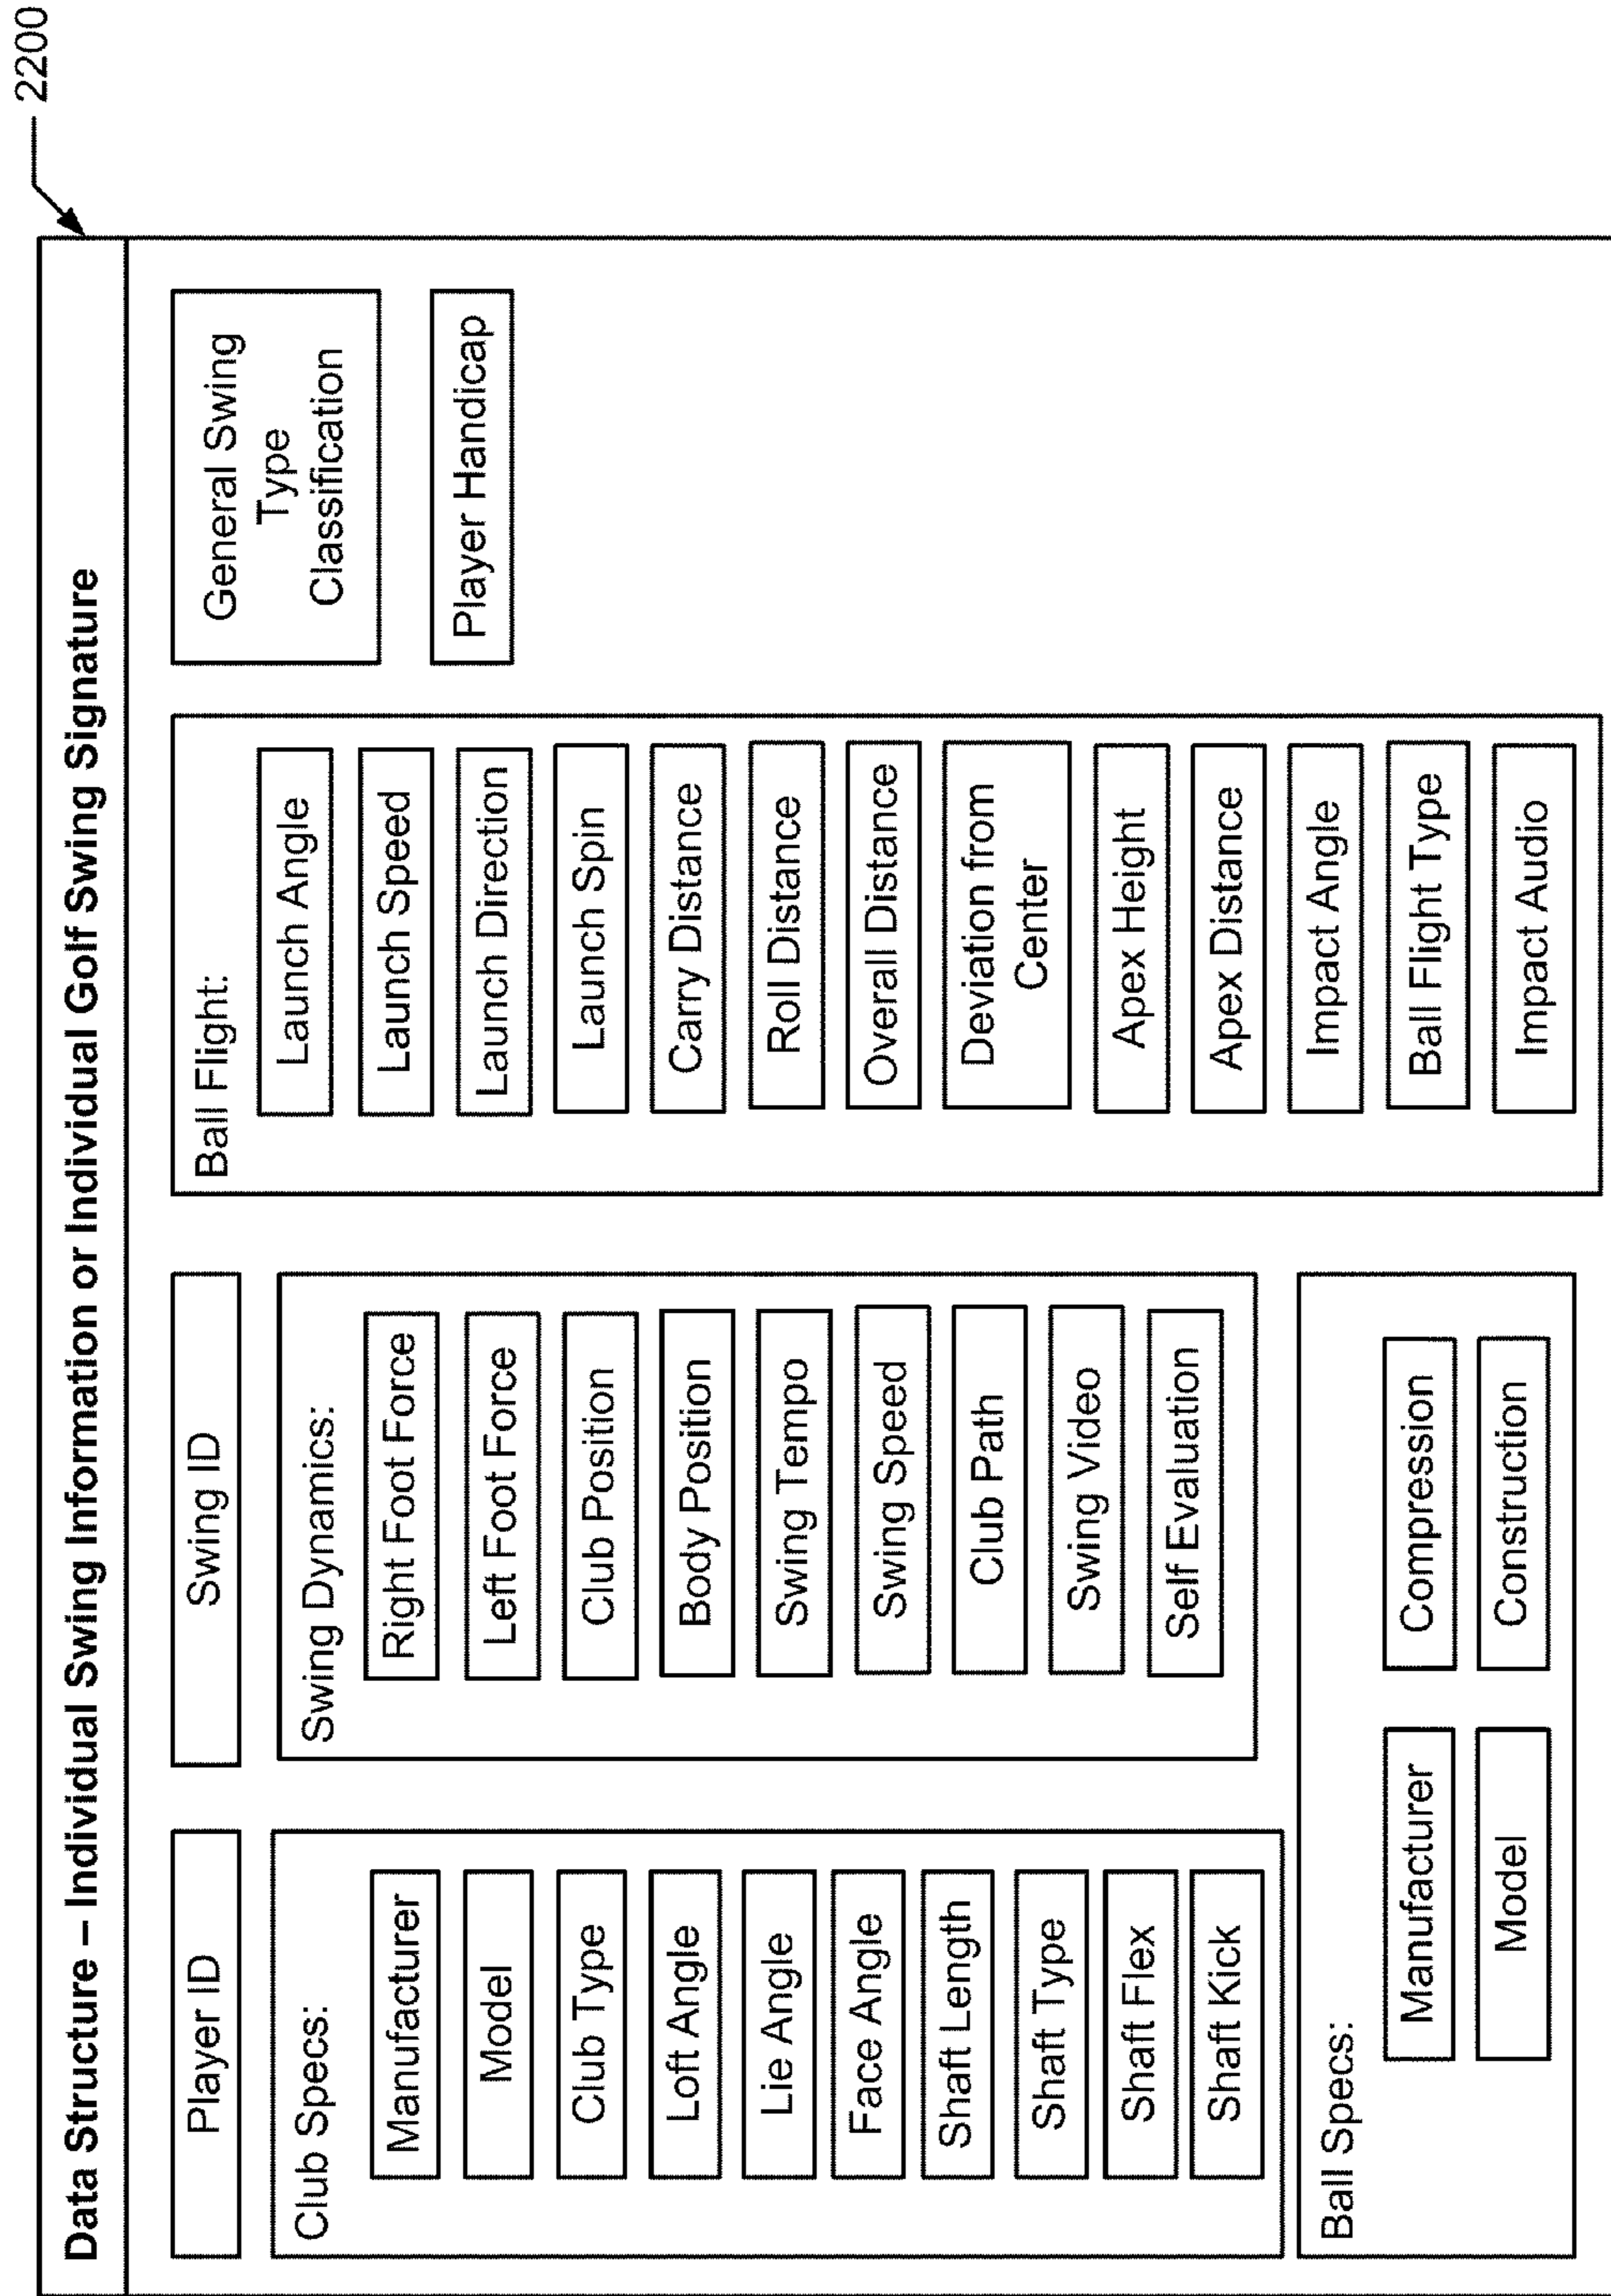 2200
Data Structure – Individual Swing Information or Individual Golf Swing Signature
Player ID
Swing ID
Club Specs:
Manufacturer
Model
Club Type
Loft Angle
Lie Angle
Face Angle
Shaft Length
Shaft Type
Shaft Flex
Shaft Kick
Swing Dynamics:
Right Foot Force
Left Foot Force
Club Position
Body Position
Swing Tempo
Swing Speed
Club Path
Swing Video
Self Evaluation
Ball Specs:
Manufacturer
Model
Compression
Construction
Ball Flight:
Launch Angle
Launch Speed
Launch Direction
Launch Spin
Carry Distance
Roll Distance
Overall Distance
Deviation from
Center
Apex Height
Apex Distance
Impact Angle
Ball Flight Type
Impact Audio
General Swing
Type
Classification
Player Handicap